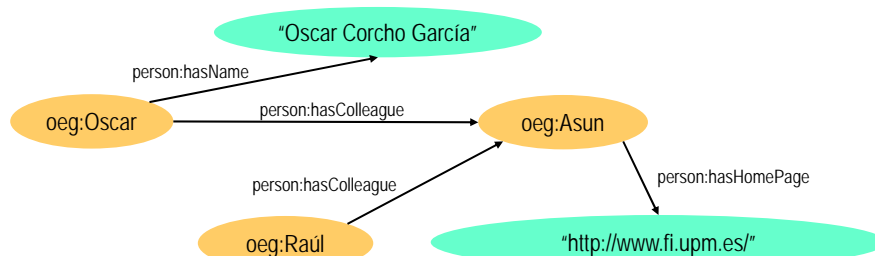 “Oscar Corcho García”
person:hasName
person:hasColleague
oeg:Oscar
oeg:Asun
person:hasColleague
person:hasHomePage
oeg:Raúl
“http://www.fi.upm.es/”